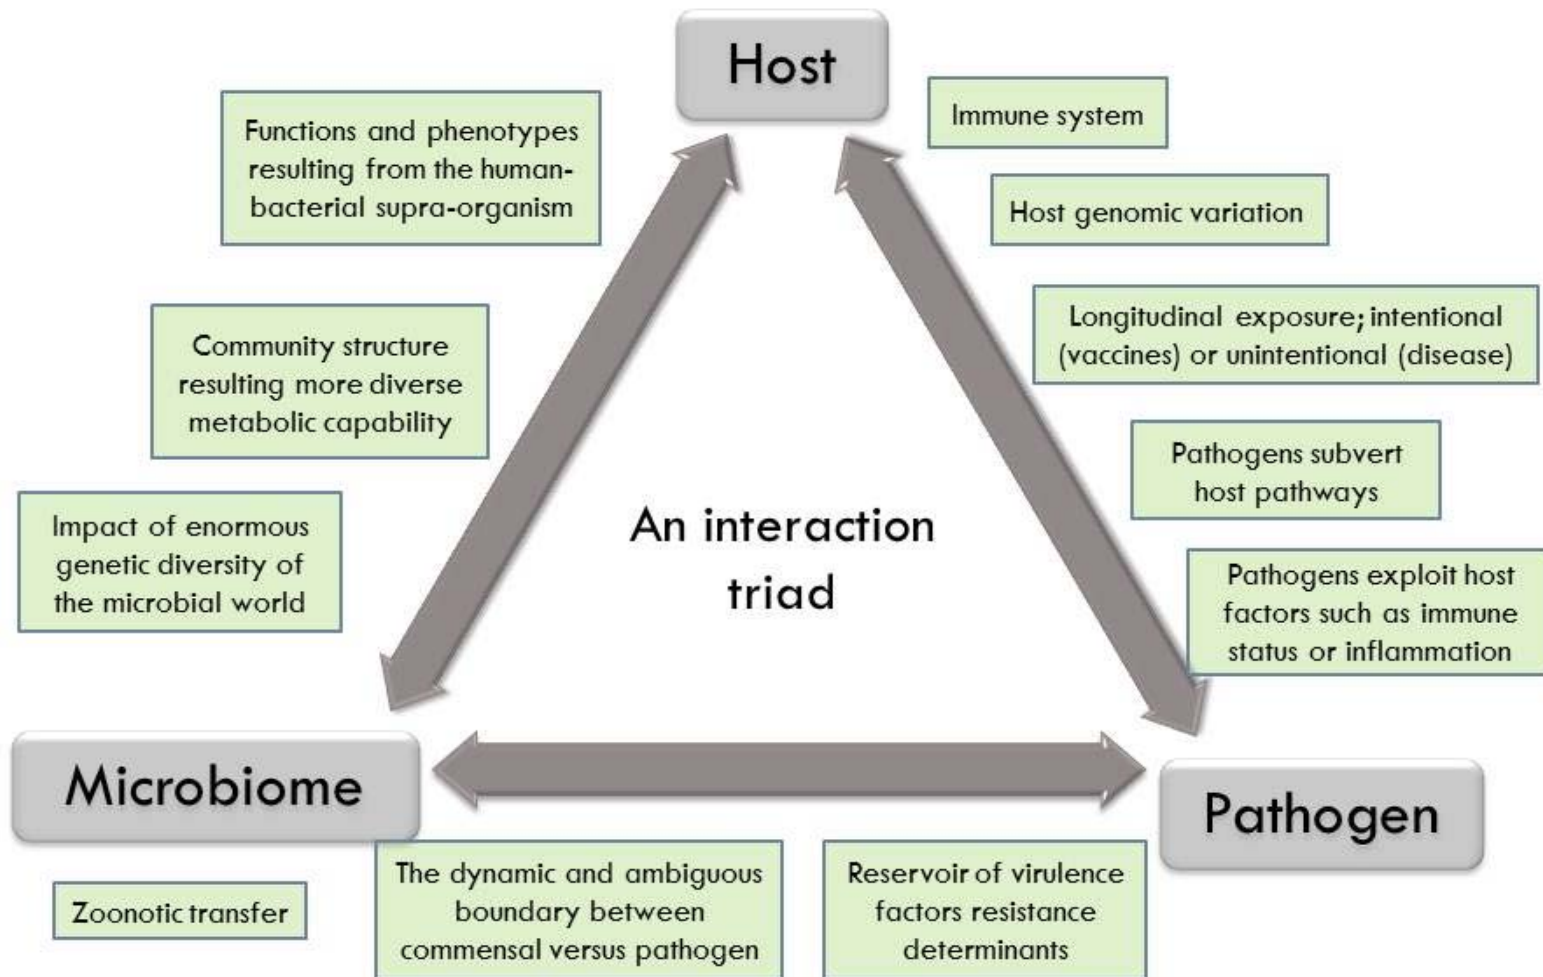 Host
Functions and phenotypes
resulting from the human-
bacterial supra-organism
Community structure
resulting more diverse
metabolic capability
Impact of enormous
genetic diversity of
the microbial world
Immune system
Host genomic variation
Longitudinal exposure; intentional
(vaccines) or unintentional (disease)
Pathogens subvert
host pathways
Pathogens exploit host
factors such as immune
status or inflammation
An interaction
triad
Microbiome
Pathogen
Zoonotic transfer
The dynamic and ambiguous
boundary between
commensal versus pathogen
Reservoir of virulence
factors resistance
determinants